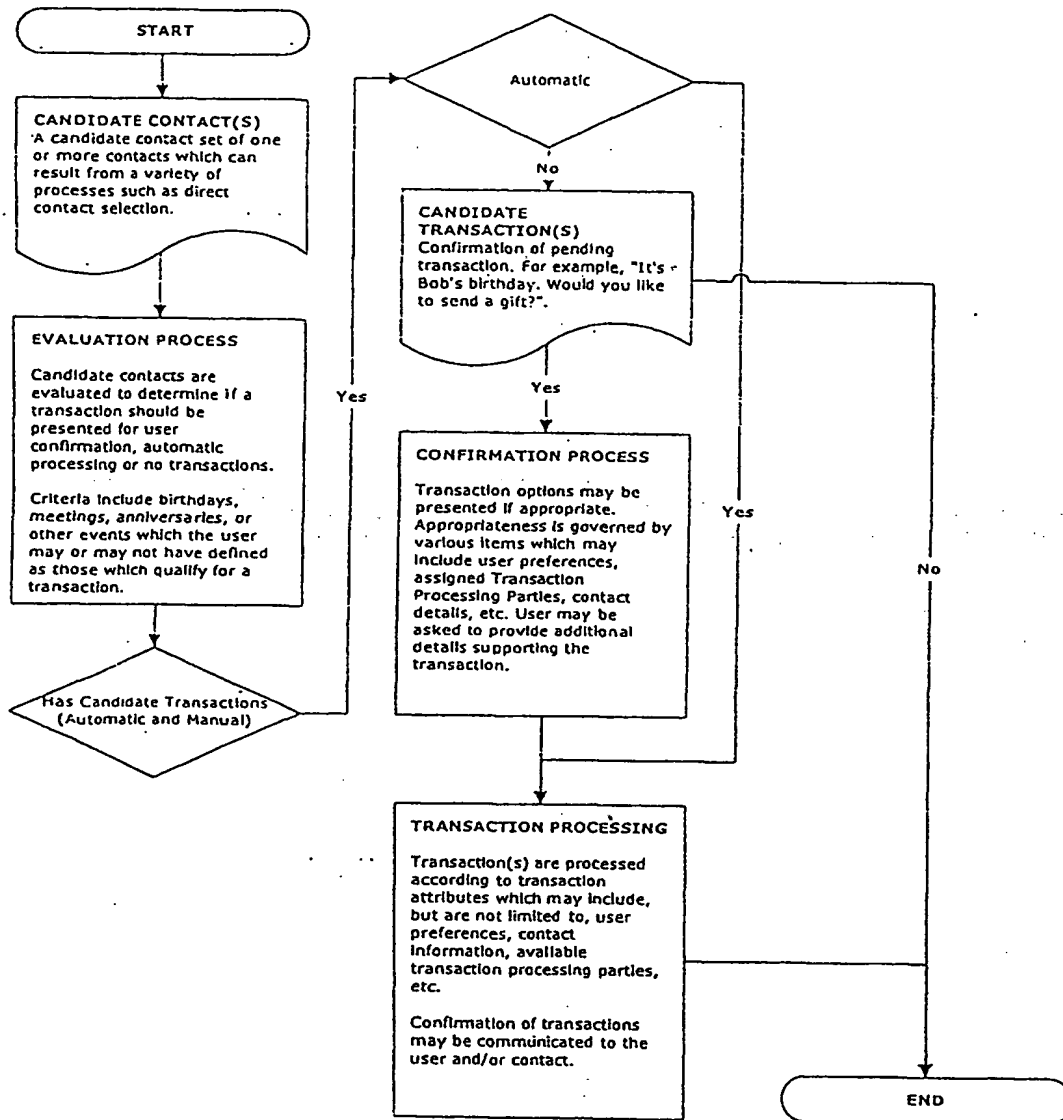 START
CANDIDATE CONTACT(S)
A candidate contact set of one
or more contacts which can
result from a variety of
processes such as direct
contact selection.
EVALUATION PROCESS
Candidate contacts are
evaluated to determine if a
transaction should be
presented for user
confirmation, automatic
processing or no transactions.
Criteria include birthdays,
meetings, anniversaries, or
other events which the user
may or may not have defined
as those which qualify for a
transaction.
Has Candidate Transactions
(Automatic and Manual)
Yes
Automatic
No
CANDIDATE
TRANSACTION(S)
Confirmation of pending
transaction. For example, "It's
Bob's birthday. Would you like
to send a gift?".
Yes
CONFIRMATION PROCESS
Transaction options may be
presented if appropriate.
Appropriateness is governed by
various items which may
include user preferences,
assigned Transaction
Processing Parties, contact
details, etc. User may be
asked to provide additional
details supporting the
transaction.
Yes
No
TRANSACTION PROCESSING
Transaction(s) are processed
according to transaction
attributes which may include,
but are not limited to, user
preferences, contact
information, available
transaction processing parties,
etc.
Confirmation of transactions
may be communicated to the
user and/or contact.
END